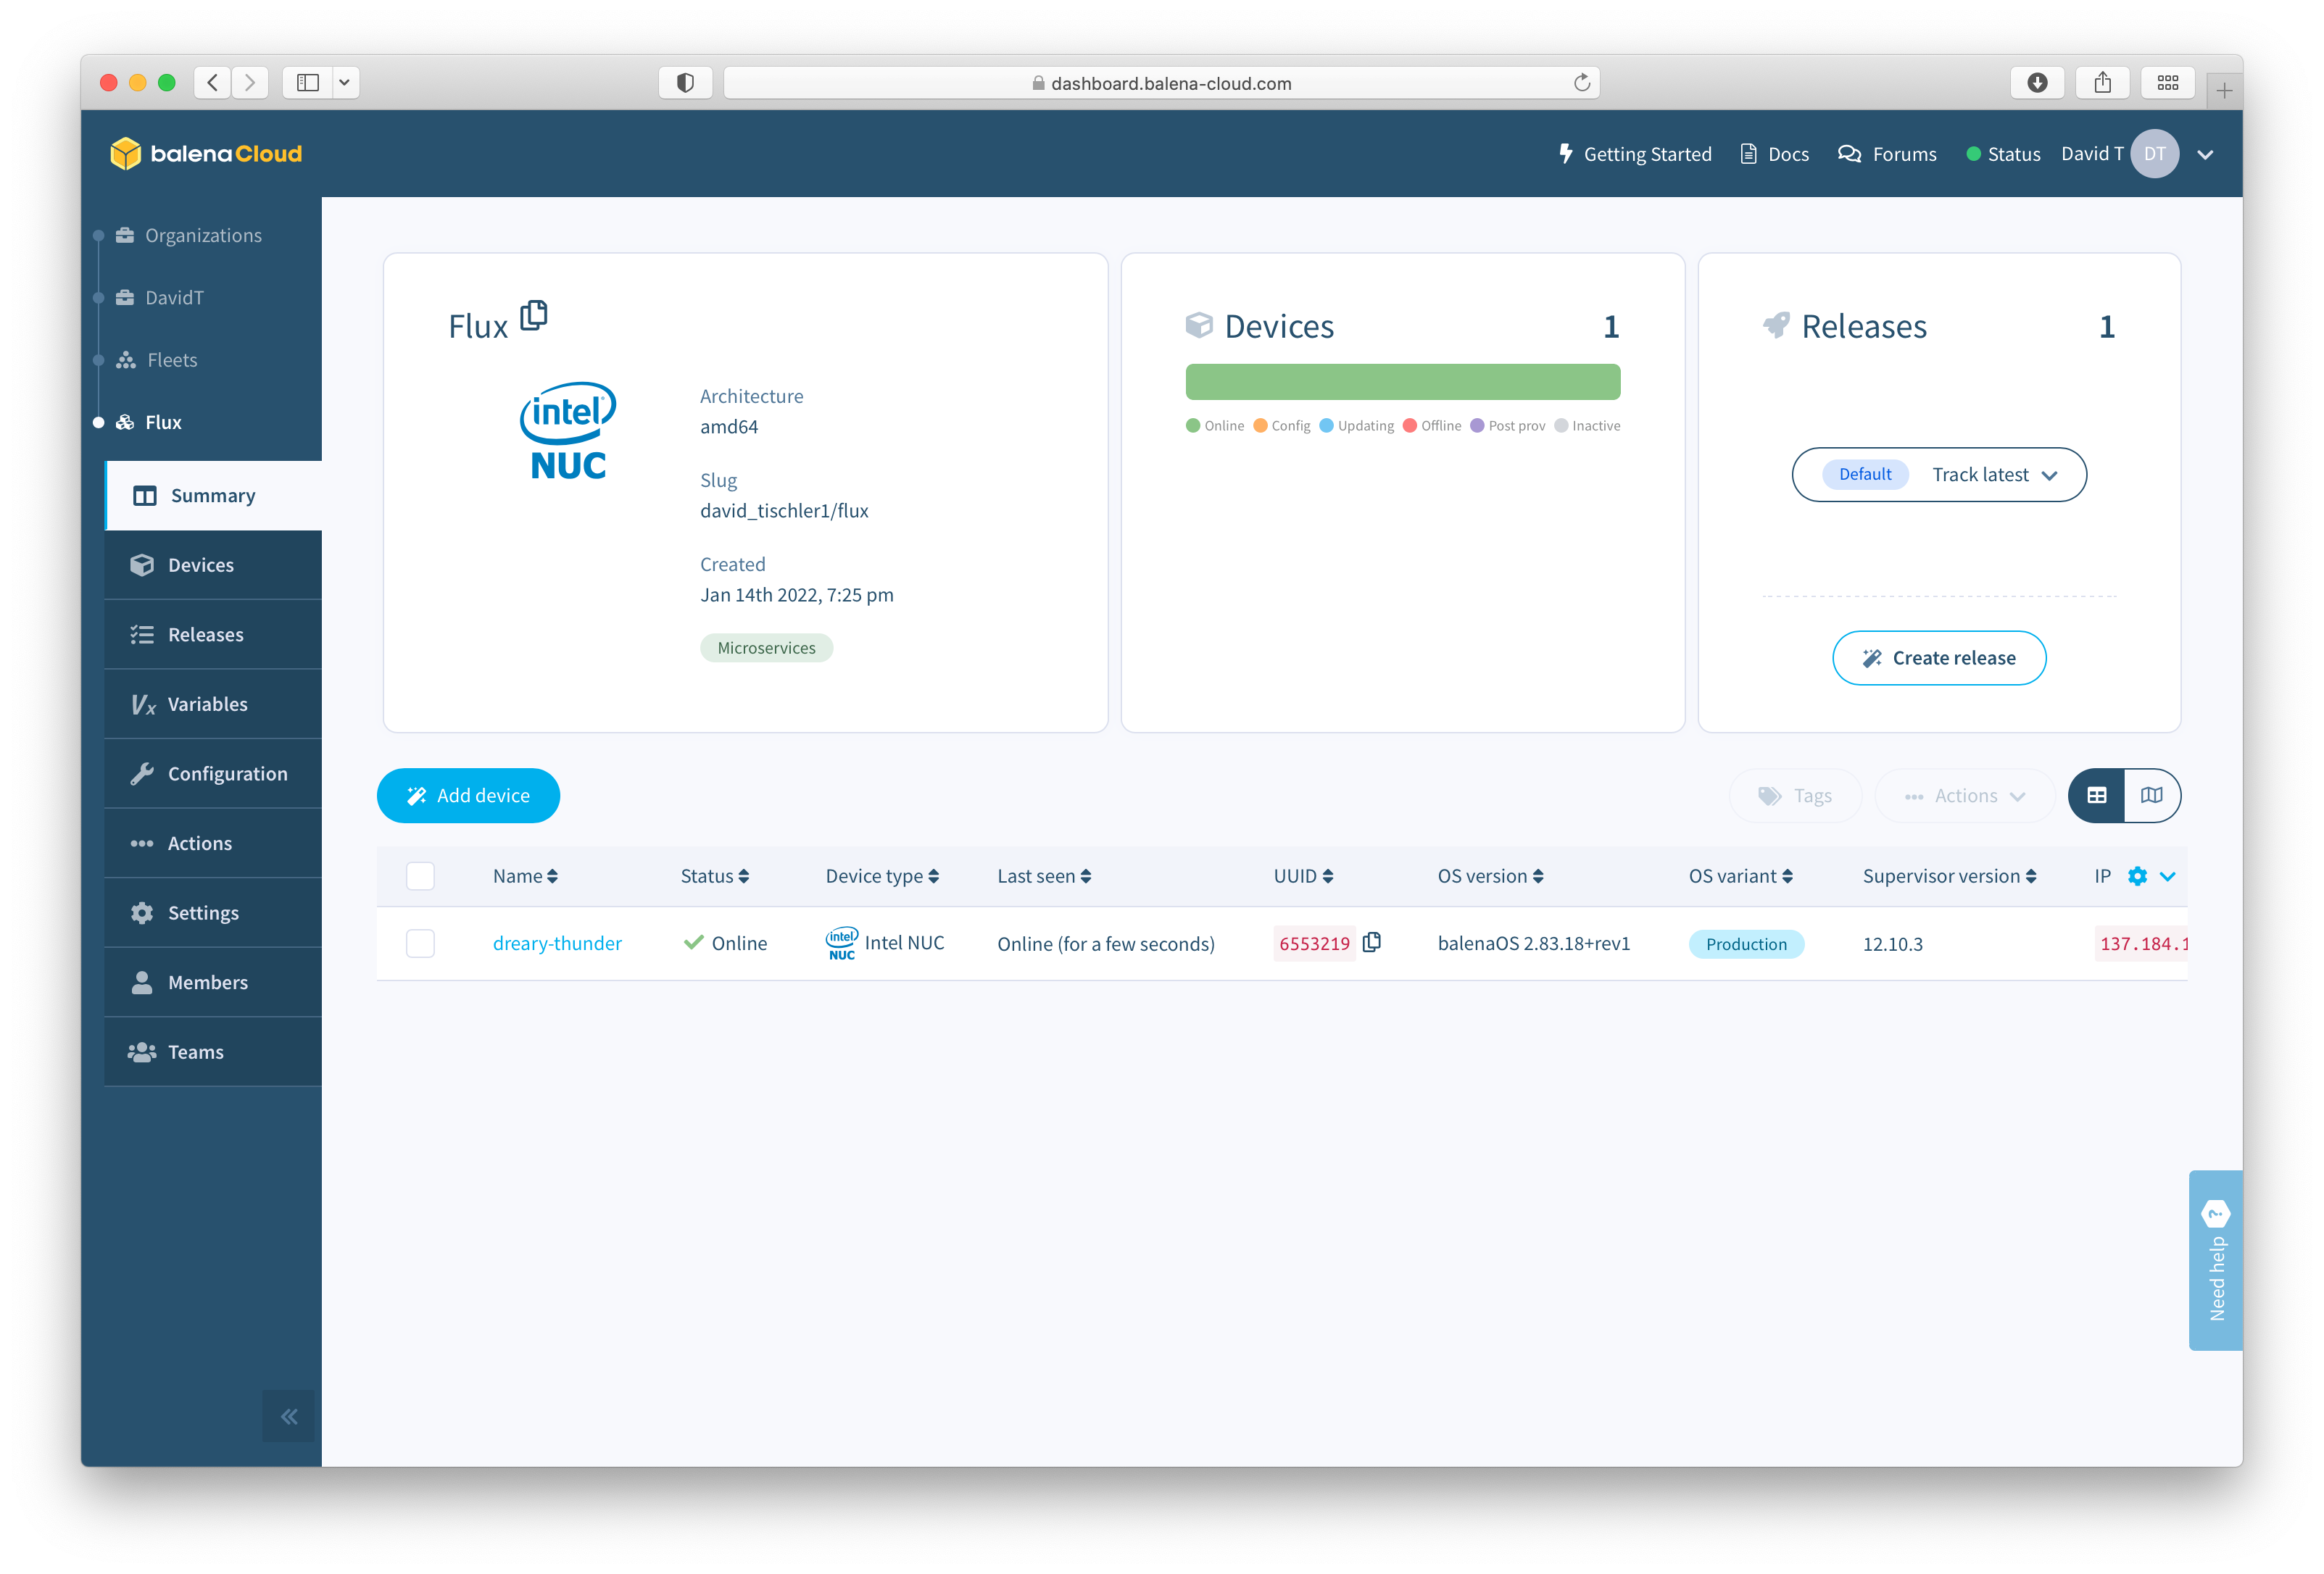 dashboard.balena-cloud.com
balenaCloud
Getting Started
Docs
Forums
Status
David T
DT
Organizations
DavidT
Fleets
Flux
Summary
Devices
Releases
Variables
Configuration
Actions
Settings
Members
Teams
Flux
intel
NUC
Architecture
amd64
Slug
david_tischler1/flux
Created
Jan 14th 2022, 7:25 pm
Microservices
Devices 1
Online Config Updating Offline Post prov Inactive
Releases 1
Default Track latest
Create release
Add device
Tags
Actions
Name Status Device type Last seen UUID OS version OS variant Supervisor version IP
dreary-thunder Online intel NUC Intel NUC Online (for a few seconds) 6553219 balenaOS 2.83.18+rev1 Production 12.10.3 137.184.1
Need help